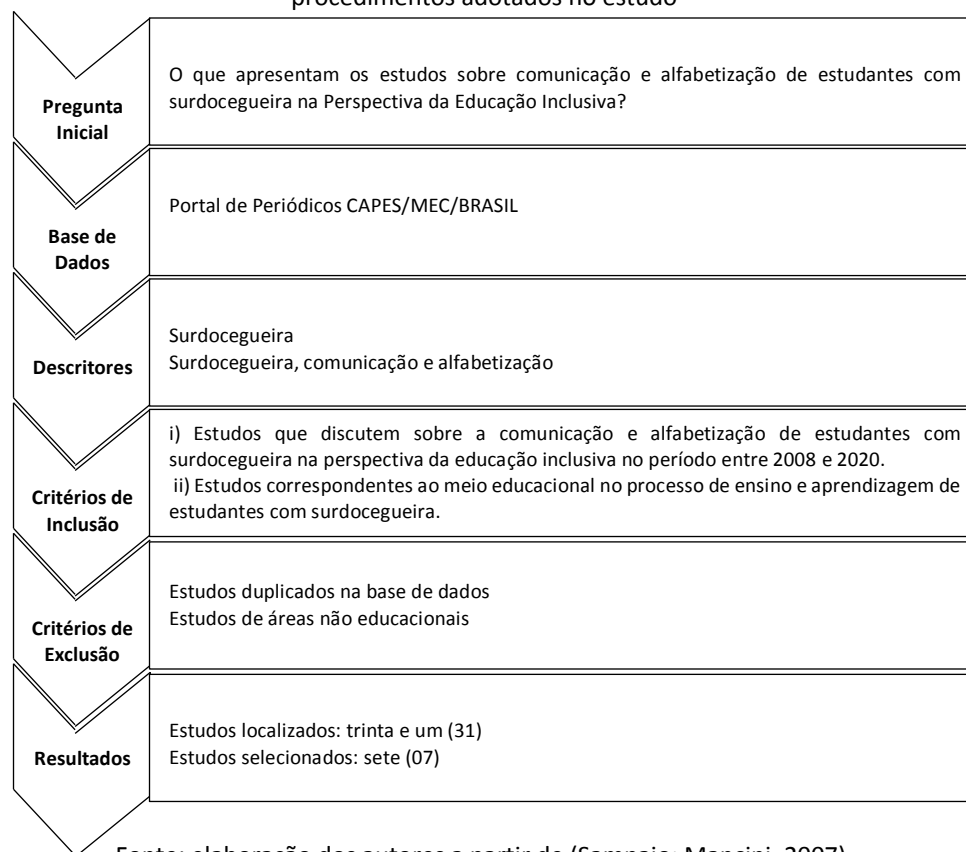 procedimentos adotados no estudo
Pregunta
Inicial
O que apresentam os estudos sobre comunicação e alfabetização de estudantes com
surdocegueira na Perspectiva da Educação Inclusiva?
Base de
Dados
Portal de Periódicos CAPES/MEC/BRASIL
Descritores
Surdocegueira
Surdocegueira, comunicação e alfabetização
Critérios de
Inclusão
i) Estudos que discutem sobre a comunicação e alfabetização de estudantes com
surdocegueira na perspectiva da educação inclusiva no período entre 2008 e 2020.
ii) Estudos correspondentes ao meio educacional no processo de ensino e aprendizagem de
estudantes com surdocegueira.
Critérios de
Exclusão
Estudos duplicados na base de dados
Estudos de áreas não educacionais
Resultados
Estudos localizados: trinta e um (31)
Estudos selecionados: sete (07)
Fonte: elaboração dos autores a partir de (Sampaio; Mancini, 2007)